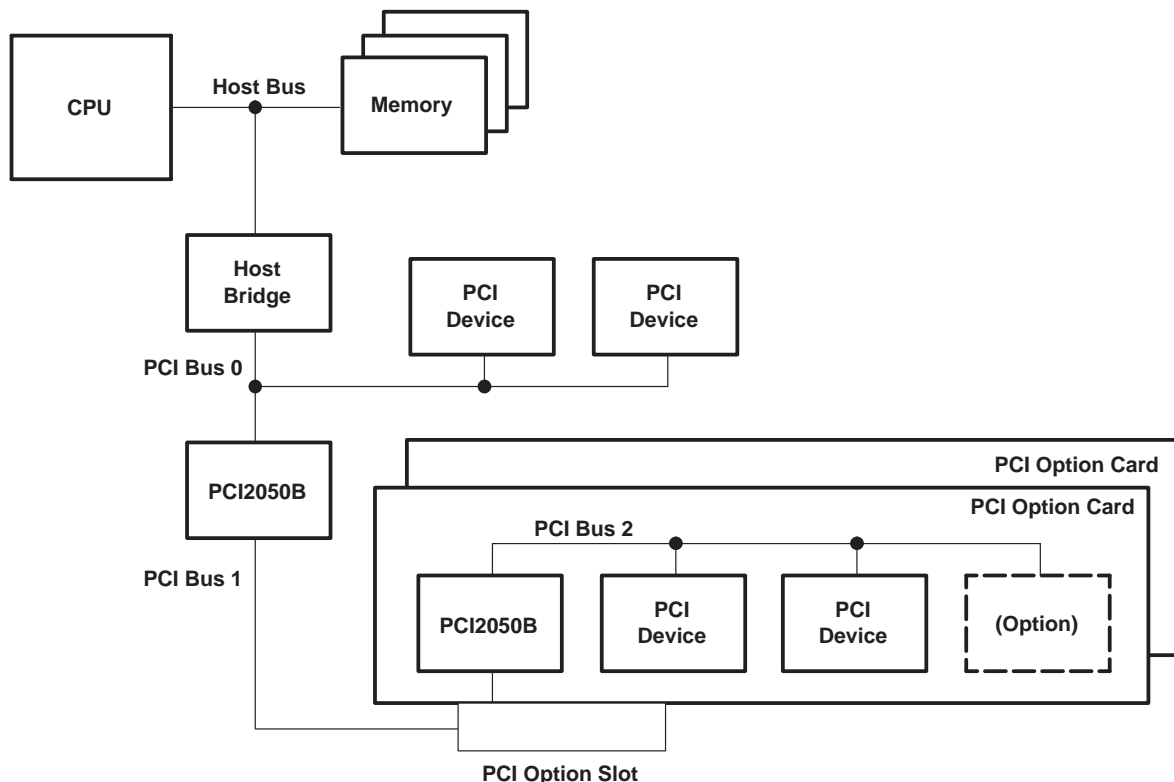 Host Bus
CPU
Memory
Host
Bridge
PCI
Device
PCI
Device
PCI Bus 0
PCI2050B
PCI Option Card
PCI Option Card
PCI Bus 2
PCI Bus 1
PCI2050B
PCI
Device
PCI
Device
(Option)
PCI Option Slot